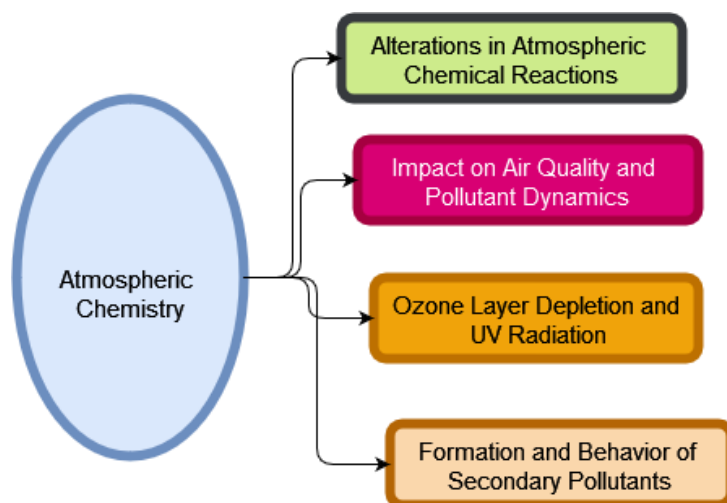 Alterations in Atmospheric
Chemical Reactions
Impact on Air Quality and
Pollutant Dynamics
Atmospheric
Chemistry
Ozone Layer Depletion and
UV Radiation
Formation and Behavior of
Secondary Pollutants